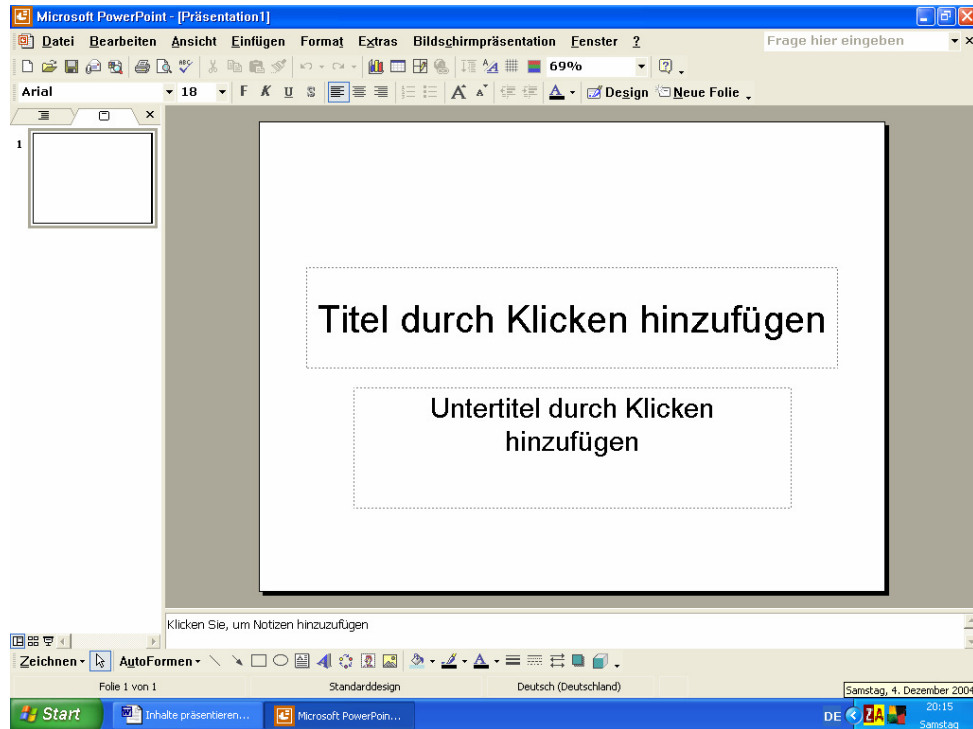 Microsoft PowerPoint - [Präsentation1]
Datei Bearbeiten Ansicht Einfügen Format Extras Bildschirmpräsentation Fenster ? Frage hier eingeben
69%
Arial 18 F K U S Design Neue Folie
1
Titel durch Klicken hinzufügen
Untertitel durch Klicken
hinzufügen
Klicken Sie, um Notizen hinzuzufügen
Zeichnen AutoFormen
Folie 1 von 1 Standarddesign Deutsch (Deutschland)
Samstag, 4. Dezember 2004
Start Inhalte präsentieren... Microsoft PowerPoin... DE ZA 20:15
Samstag